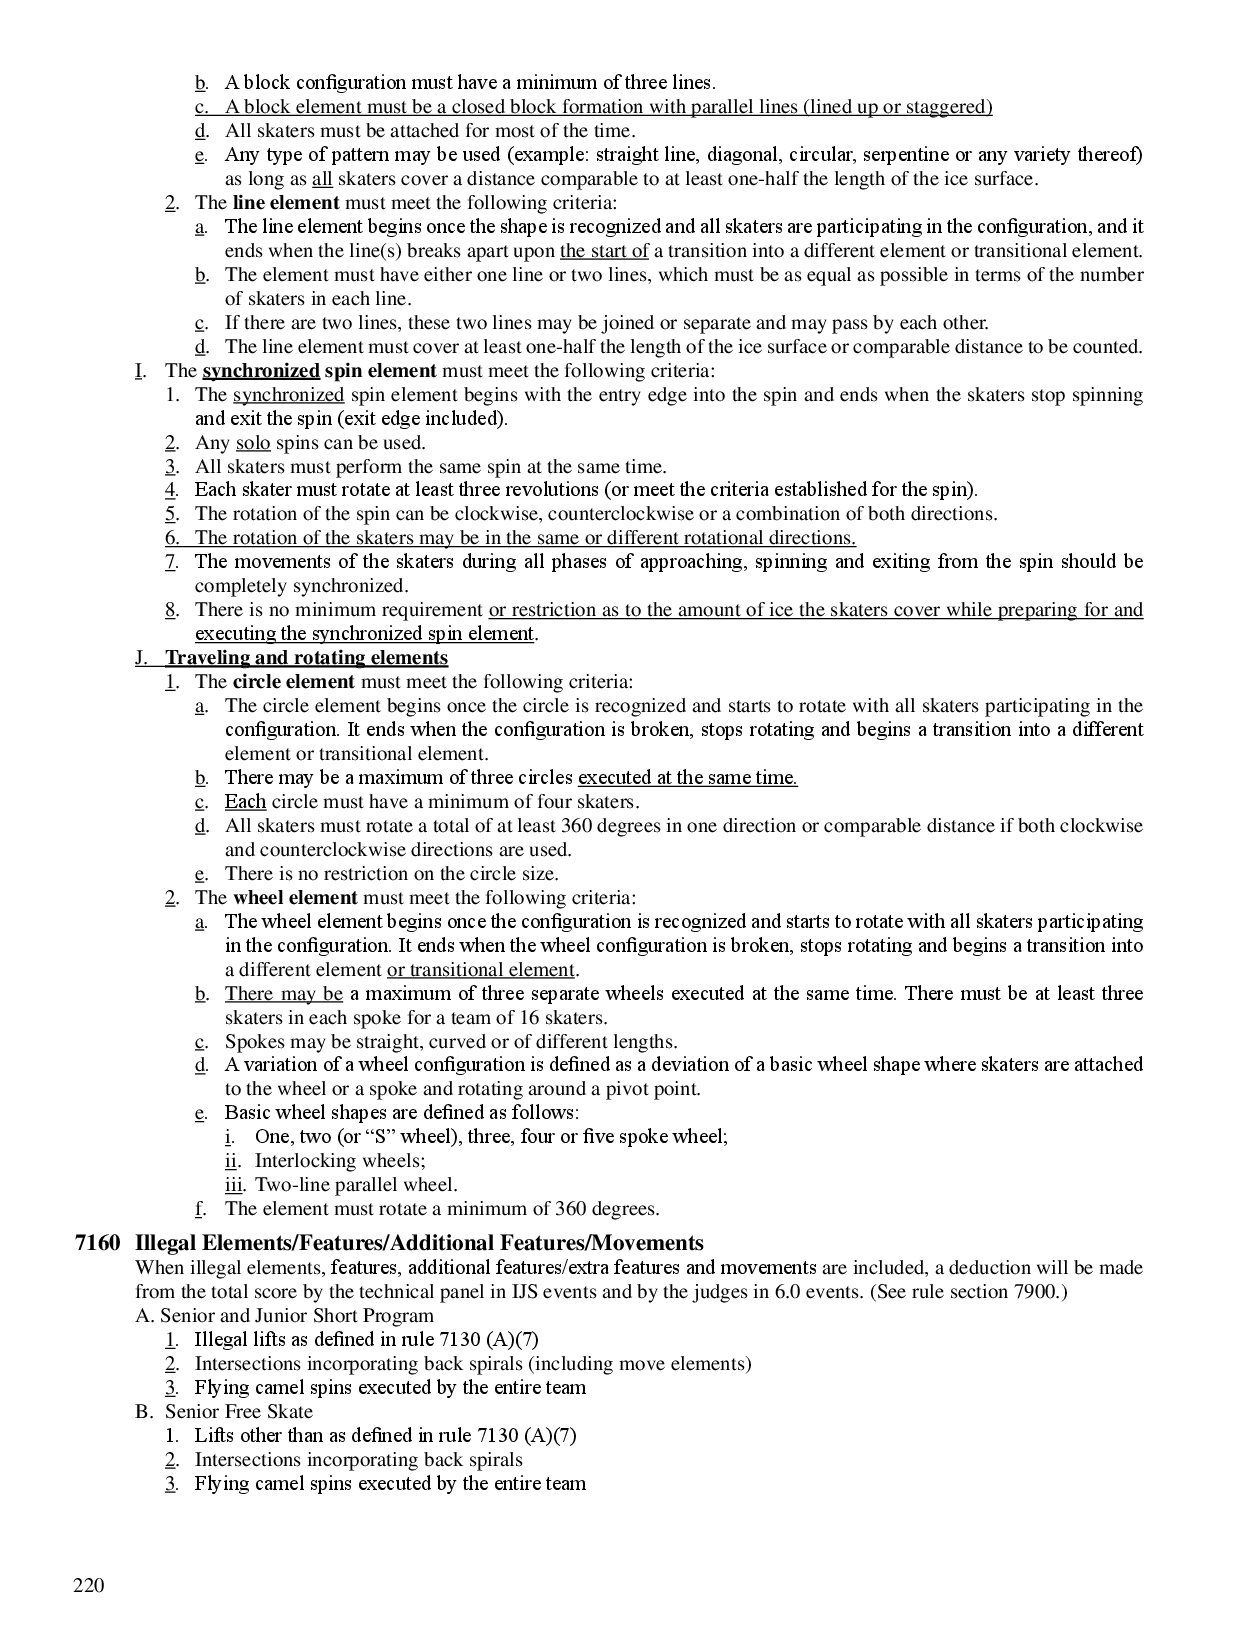 b. A block configuration must have a minimum of three lines.
c. A block element must be a closed block formation with parallel lines (lined up or staggered)
d. All skaters must be attached for most of the time.
e. Any type of pattern may be used (example: straight line, diagonal, circular, serpentine or any variety thereof)
as long as all skaters cover a distance comparable to at least one-half the length of the ice surface.
2. The line element must meet the following criteria:
a. The line element begins once the shape is recognized and all skaters are participating in the configuration, and it
ends when the line(s) breaks apart upon the start of a transition into a different element or transitional element.
b. The element must have either one line or two lines, which must be as equal as possible in terms of the number
of skaters in each line.
c. If there are two lines, these two lines may be joined or separate and may pass by each other.
d. The line element must cover at least one-half the length of the ice surface or comparable distance to be counted.
I. The synchronized spin element must meet the following criteria:
1. The synchronized spin element begins with the entry edge into the spin and ends when the skaters stop spinning
and exit the spin (exit edge included).
2. Any solo spins can be used.
3. All skaters must perform the same spin at the same time.
4. Each skater must rotate at least three revolutions (or meet the criteria established for the spin).
5. The rotation of the spin can be clockwise, counterclockwise or a combination of both directions.
6. The rotation of the skaters may be in the same or different rotational directions.
7. The movements of the skaters during all phases of approaching, spinning and exiting from the spin should be
completely synchronized.
8. There is no minimum requirement or restriction as to the amount of ice the skaters cover while preparing for and
executing the synchronized spin element.
J. Traveling and rotating elements
1. The circle element must meet the following criteria:
a. The circle element begins once the circle is recognized and starts to rotate with all skaters participating in the
configuration. It ends when the configuration is broken, stops rotating and begins a transition into a different
element or transitional element.
b. There may be a maximum of three circles executed at the same time.
c. Each circle must have a minimum of four skaters.
d. All skaters must rotate a total of at least 360 degrees in one direction or comparable distance if both clockwise
and counterclockwise directions are used.
e. There is no restriction on the circle size.
2. The wheel element must meet the following criteria:
a. The wheel element begins once the configuration is recognized and starts to rotate with all skaters participating
in the configuration. It ends when the wheel configuration is broken, stops rotating and begins a transition into
a different element or transitional element.
b. There may be a maximum of three separate wheels executed at the same time. There must be at least three
skaters in each spoke for a team of 16 skaters.
c. Spokes may be straight, curved or of different lengths.
d. A variation of a wheel configuration is defined as a deviation of a basic wheel shape where skaters are attached
to the wheel or a spoke and rotating around a pivot point.
e. Basic wheel shapes are defined as follows:
i. One, two (or “S” wheel), three, four or five spoke wheel;
ii. Interlocking wheels;
iii. Two-line parallel wheel.
f. The element must rotate a minimum of 360 degrees.
7160 Illegal Elements/Features/Additional Features/Movements
When illegal elements, features, additional features/extra features and movements are included, a deduction will be made
from the total score by the technical panel in IJS events and by the judges in 6.0 events. (See rule section 7900.)
A. Senior and Junior Short Program
1. Illegal lifts as defined in rule 7130 (A)(7)
2. Intersections incorporating back spirals (including move elements)
3. Flying camel spins executed by the entire team
B. Senior Free Skate
1. Lifts other than as defined in rule 7130 (A)(7)
2. Intersections incorporating back spirals
3. Flying camel spins executed by the entire team
220